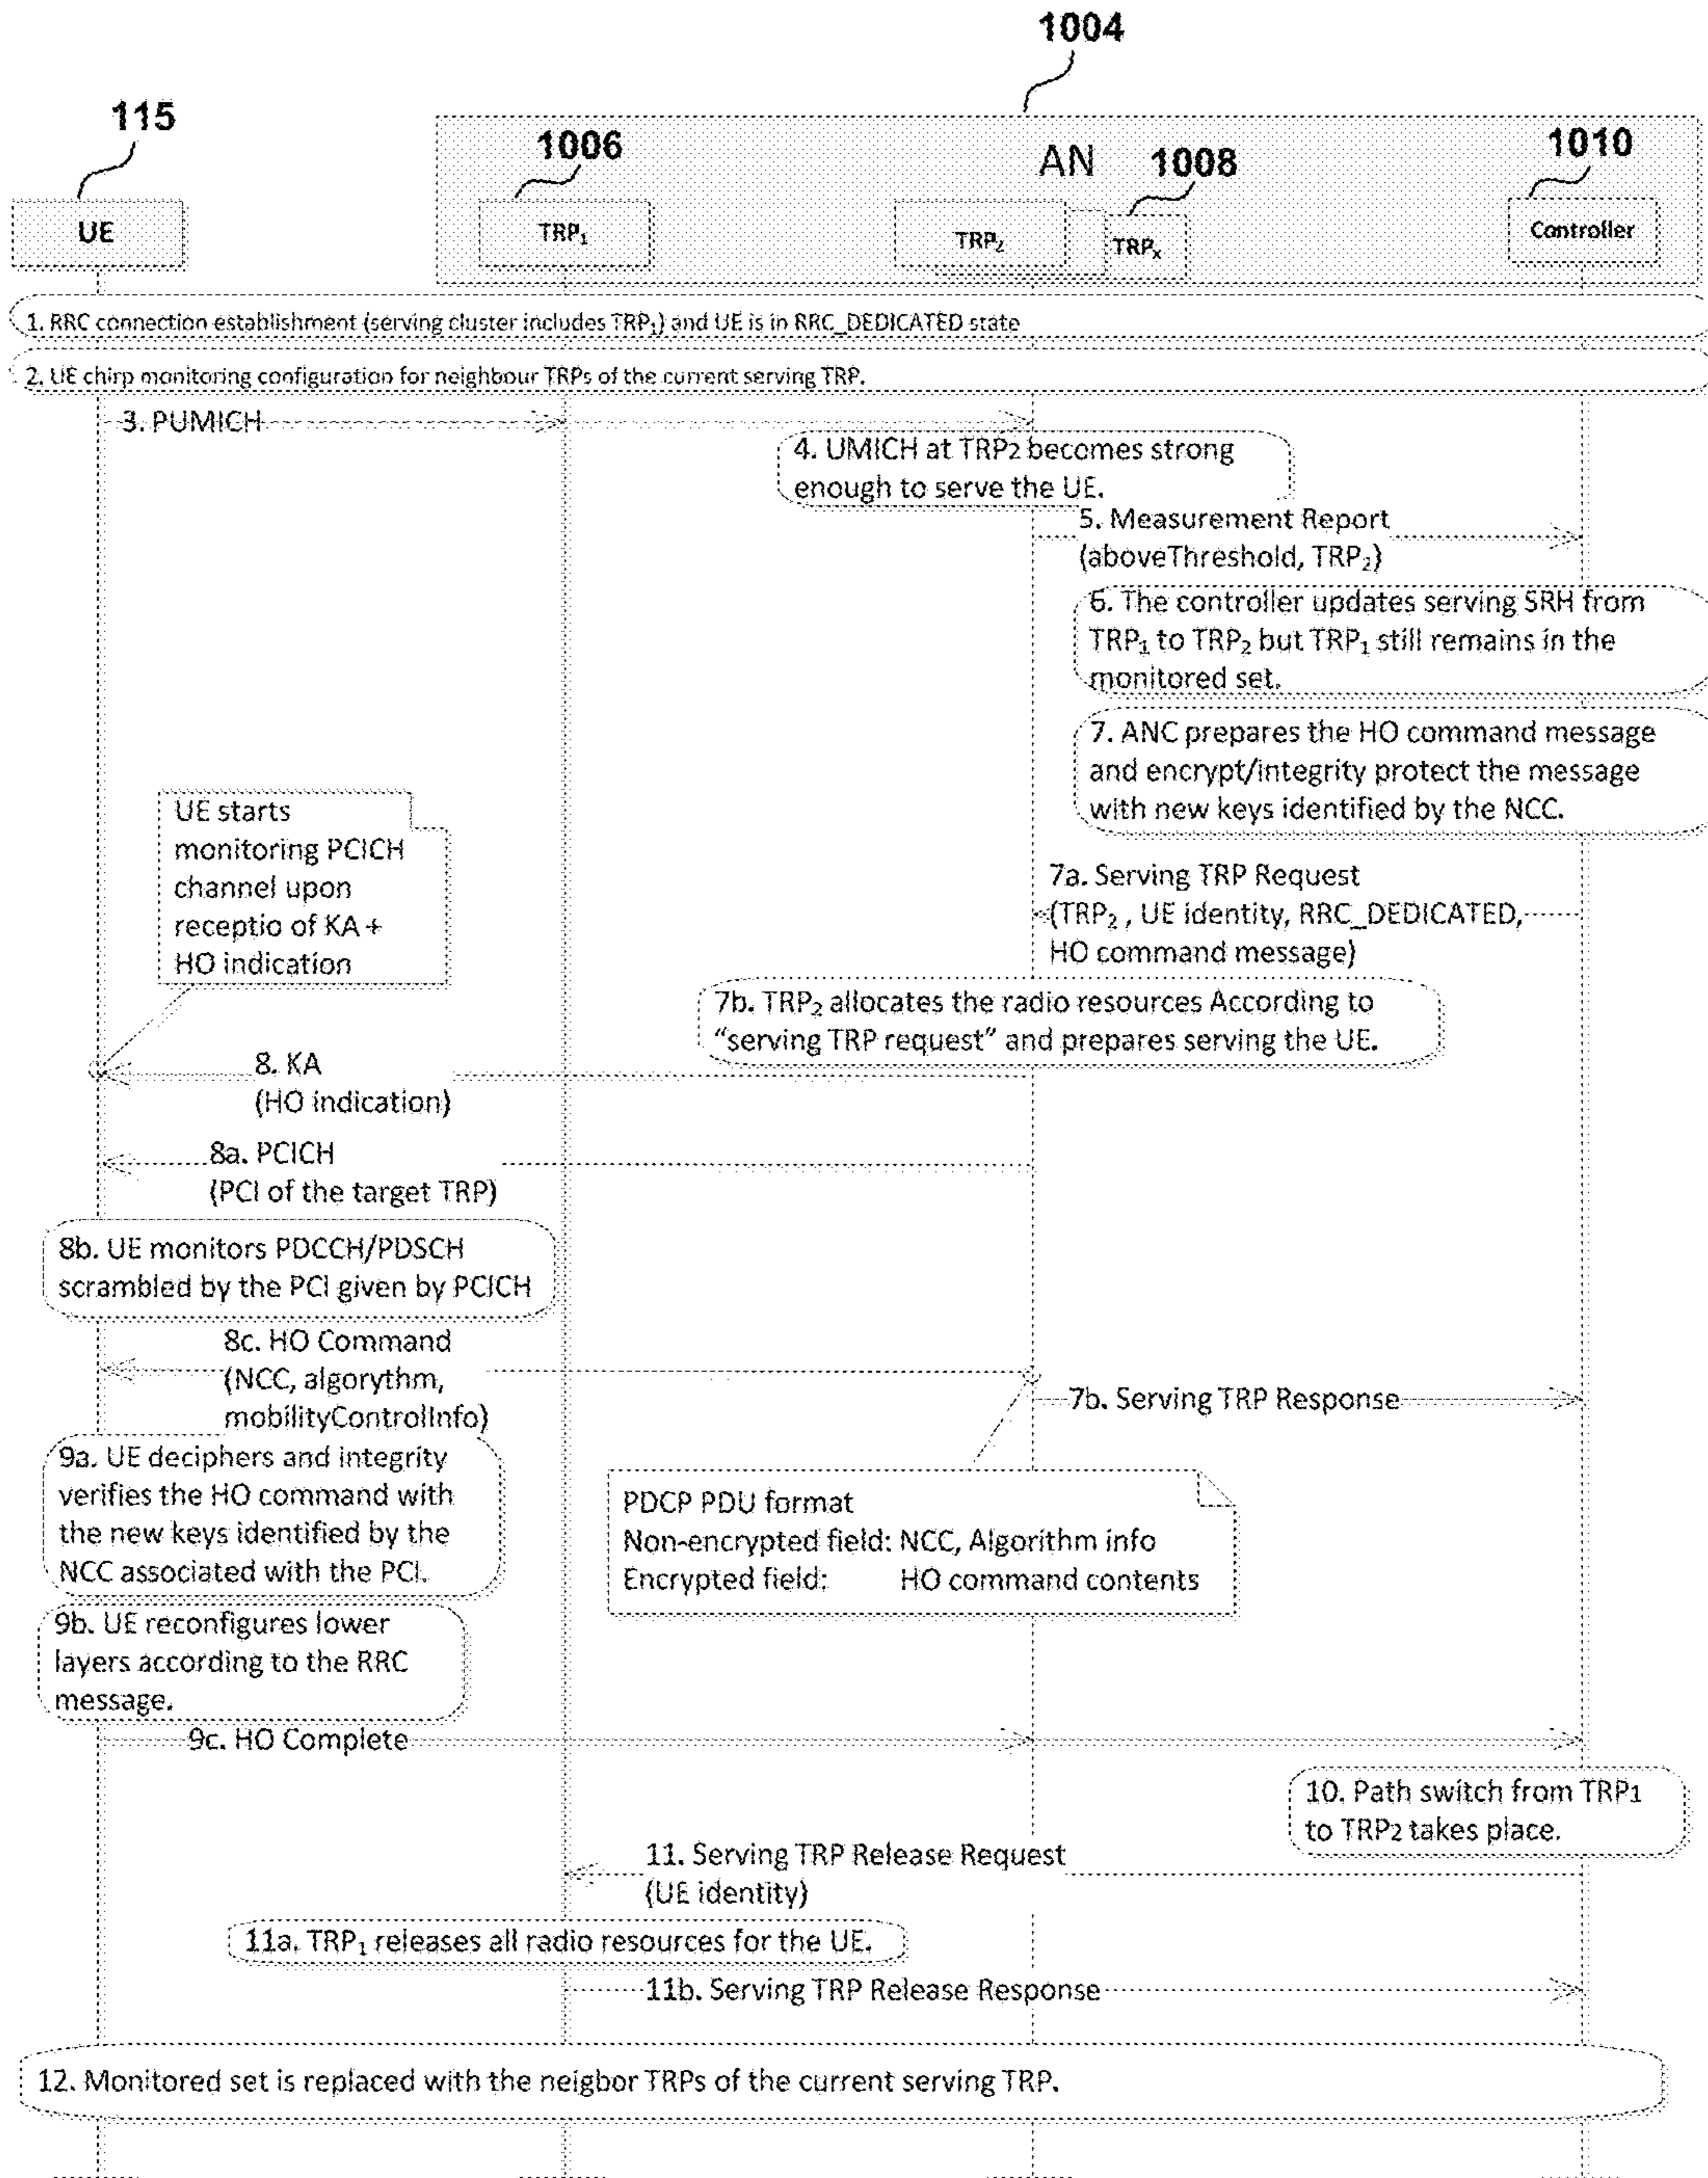 1004
115
1006
AN
1008
1010
UE
TRP₁
TRP₂
TRPₓ
Controller
1. RRC connection establishment (serving cluster includes TRP₁) and UE is in RRC_DEDICATED state
2. UE chirp monitoring configuration for neighbour TRPs of the current serving TRP.
3. PUMICH
4. UMICH at TRP2 becomes strong
enough to serve the UE.
5. Measurement Report
(aboveThreshold, TRP₂)
6. The controller updates serving SRH from
TRP₁ to TRP₂ but TRP₁ still remains in the
monitored set.
7. ANC prepares the HO command message
and encrypt/integrity protect the message
with new keys identified by the NCC.
UE starts
monitoring PCICH
channel upon
receptio of KA +
HO indication
7a. Serving TRP Request
(TRP₂ , UE identity, RRC_DEDICATED,
HO command message)
7b. TRP₂ allocates the radio resources According to
“serving TRP request” and prepares serving the UE.
8. KA
(HO indication)
8a. PCICH
(PCI of the target TRP)
8b. UE monitors PDCCH/PDSCH
scrambled by the PCI given by PCICH
8c. HO Command
(NCC, algorythm,
mobilityControlInfo)
7b. Serving TRP Response
9a. UE deciphers and integrity
verifies the HO command with
the new keys identified by the
NCC associated with the PCI.
PDCP PDU format
Non-encrypted field: NCC, Algorithm info
Encrypted field: HO command contents
9b. UE reconfigures lower
layers according to the RRC
message.
9c. HO Complete
10. Path switch from TRP1
to TRP2 takes place.
11. Serving TRP Release Request
(UE identity)
11a. TRP₁ releases all radio resources for the UE.
11b. Serving TRP Release Response
12. Monitored set is replaced with the neigbor TRPs of the current serving TRP.